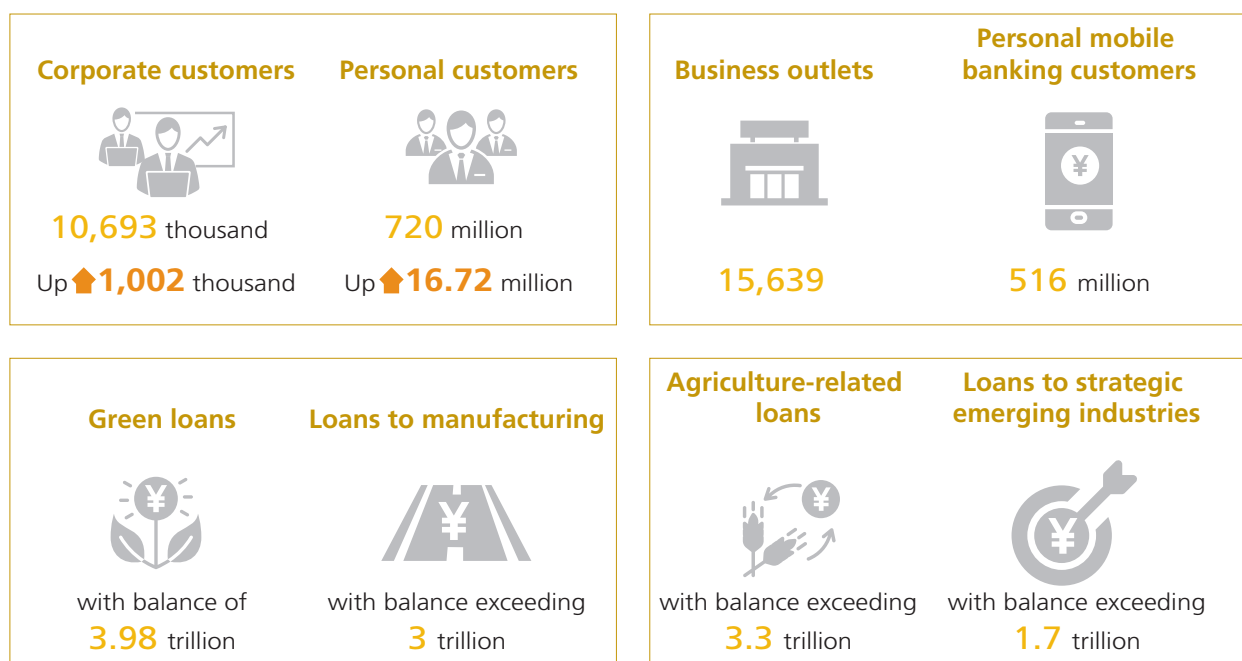 Corporate customers
10,693 thousand
Up 1,002 thousand
Personal customers
720 million
Up 16.72 million
Business outlets
15,639
Personal mobile
banking customers
¥
516 million
Green loans
¥
with balance of
3.98 trillion
Loans to manufacturing
¥
with balance exceeding
3 trillion
Agriculture-related
loans
¥
with balance exceeding
3.3 trillion
Loans to strategic
emerging industries
¥
with balance exceeding
1.7 trillion